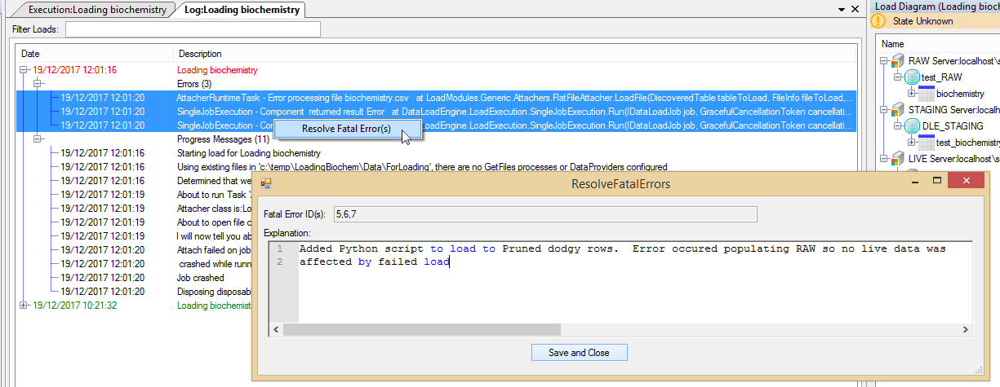 Execution:Loading biochemistry
Log:Loading biochemistry
Filter Loads:
Date Description
19/12/2017 12:01:16 Loading biochemistry
Errors (3)
19/12/2017 12:01:20 AttacherRuntimeTask - Error processing file biochemistry.csv at LoadModules.Generic.Attachers.FlatFileAttacher.LoadFile(DiscoveredTable tableToLoad, FileInfo fileToLoad,...
19/12/2017 12:01:20 SingleJobExecution - Component returned result Error at DataLoadEngine.LoadExecution.SingleJobExecution.Run(IDataLoadJob job, GracefulCancellationToken cancellati...
19/12/2017 12:01:20 SingleJobExecution - Com returned result Error at DataLoadEngine.LoadExecution.SingleJobExecution.Run(IDataLoadJob job, GracefulCancellationToken cancellati...
Resolve Fatal Error(s)
Progress Messages (11)
19/12/2017 12:01:16 Starting load for Loading biochemistry
19/12/2017 12:01:16 Using existing files in 'c:\temp\LoadingBiochem\Data\ForLoading', there are no GetFiles processes or DataProviders configured
19/12/2017 12:01:16 Determined that we
19/12/2017 12:01:19 About to run Task '
19/12/2017 12:01:19 Attacher class is:Lo
19/12/2017 12:01:19 About to open file c
19/12/2017 12:01:19 I will now tell you ab
19/12/2017 12:01:20 Attach failed on job
19/12/2017 12:01:20 crashed while runn
19/12/2017 12:01:20 Job crashed
19/12/2017 12:01:20 Disposing disposab
19/12/2017 10:21:32 Loading biochemist
Load Diagram (Loading bioch
State Unknown
Name
RAW Server:localhost\s
test_RAW
biochemistry
STAGING Server:localh
DLE_STAGING
test_biochemistry
LIVE Server:localhost\s
ResolveFatalErrors
Fatal Error ID(s): 5,6,7
Explanation:
1 Added Python script to load to Pruned dodgy rows. Error occured populating RAW so no live data was
2 affected by failed load
Save and Close